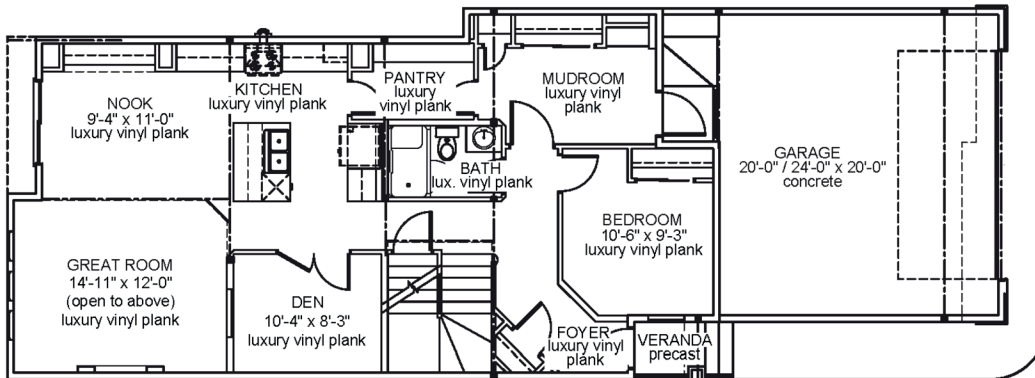 NOOK
9'-4" x 11'-0"
luxury vinyl plank
KITCHEN
luxury vinyl plank
PANTRY
luxury
vinyl plank
MUDROOM
luxury vinyl
plank
GARAGE
20'-0" / 24'-0" x 20'-0"
concrete
BATH
lux. vinyl plank
BEDROOM
10'-6" x 9'-3"
luxury vinyl plank
GREAT ROOM
14'-11" x 12'-0"
(open to above)
luxury vinyl plank
DEN
10'-4" x 8'-3"
luxury vinyl plank
FOYER
luxury vinyl
plank
VERANDA
precast